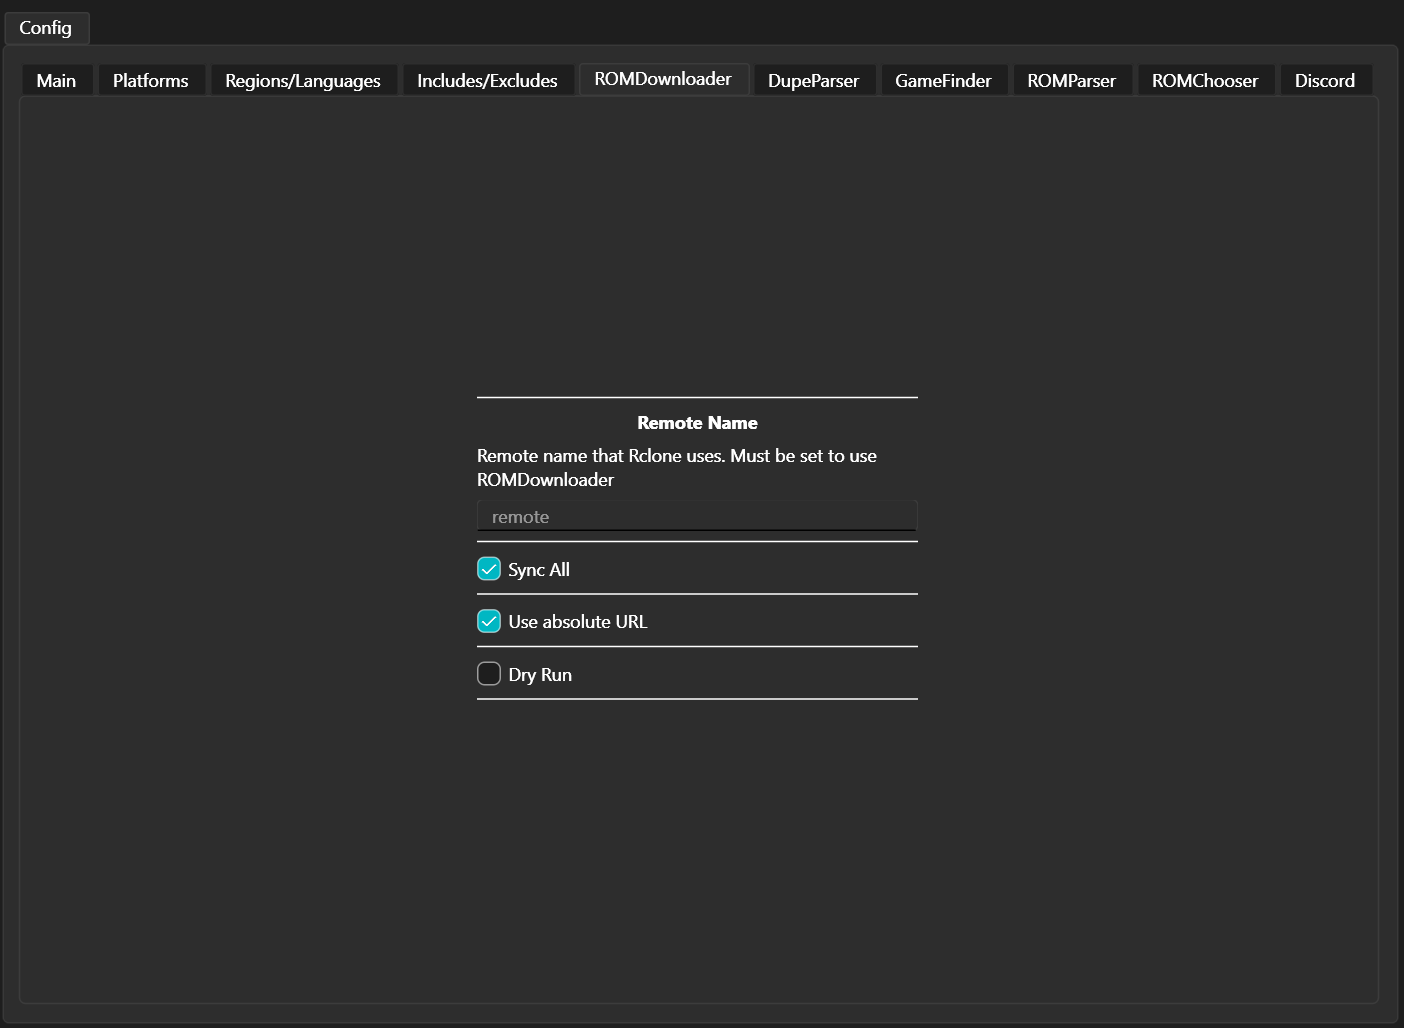 Config
Main
Platforms
Regions/Languages
Includes/Excludes
ROMDownloader
DupeParser
GameFinder
ROMParser
ROMChooser
Discord
Remote Name
Remote name that Rclone uses. Must be set to use
ROMDownloader
remote
Sync All
Use absolute URL
Dry Run